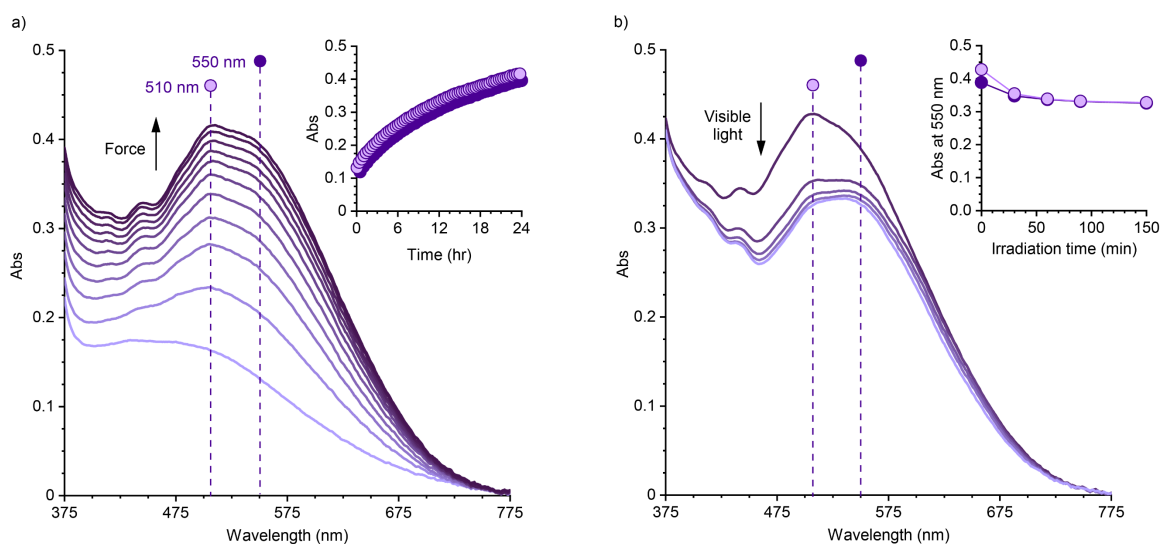 a)
0.5
0.4
0.3
0.2
0.1
0
Abs
375
475
575
675
775
Wavelength (nm)
550 nm
510 nm
Force
0.5
0.4
0.3
0.2
0.1
0.0
Abs
0
6
12
18
24
Time (hr)
b)
0.5
0.4
0.3
0.2
0.1
0
Abs
375
475
575
675
775
Wavelength (nm)
Visible
light
0.5
0.4
0.3
0.2
0.1
0.0
Abs at 550 nm
0
50
100
150
Irradiation time (min)